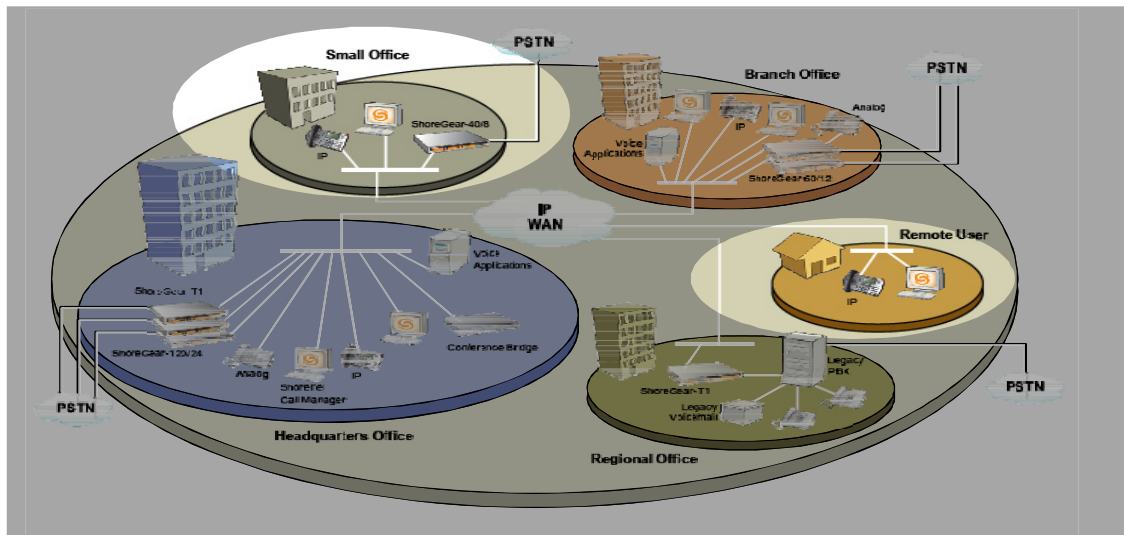 Small Office
PSTN
Branch Office
PSTN
ShoreGear-40/8
IP
IP
Analog
Voice
Applications
ShoreGear-60/12
IP
WAN
Remote User
IP
Voice
Applications
ShoreGear-T1
ShoreGear-120/24
Conference Bridge
Analog
ShoreTel
Call Manager
IP
PSTN
Headquarters Office
Legacy
PBX
ShoreGear-T1
Legacy
Voicemail
PSTN
Regional Office